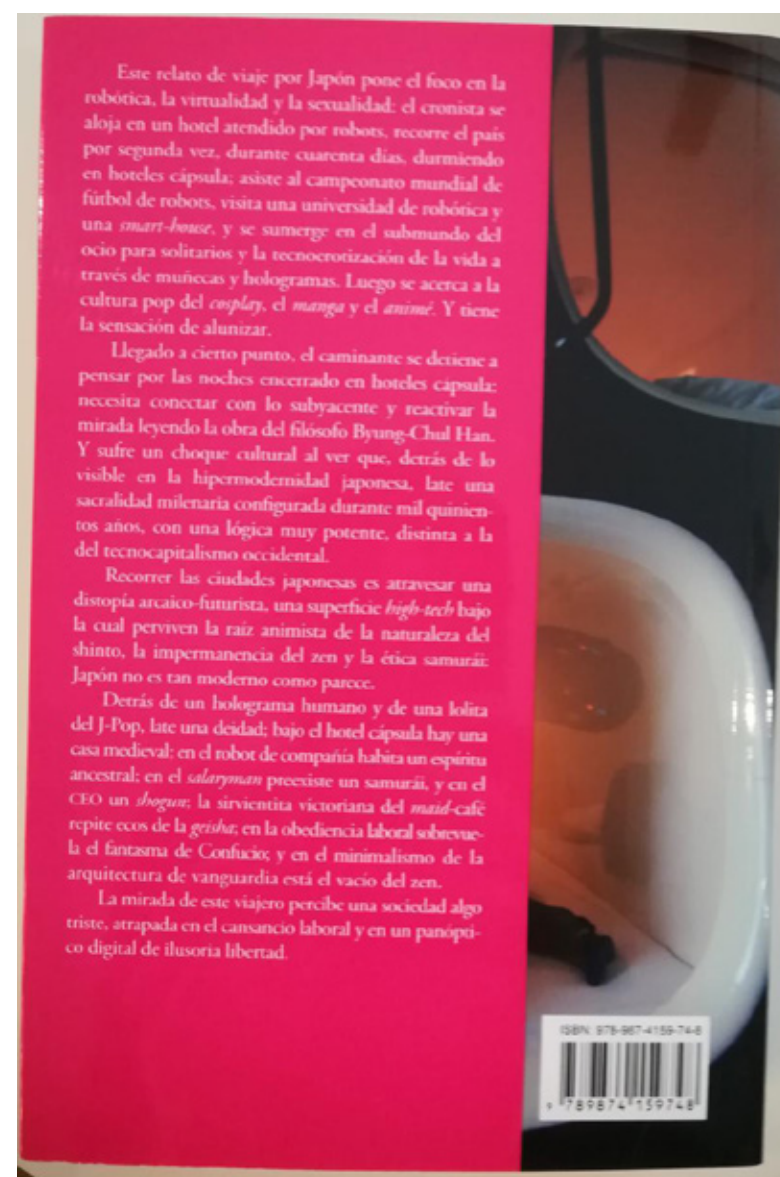 Este relato de viaje por Japón pone el foco en la
robótica, la virtualidad y la sexualidad: el cronista se
aloja en un hotel atendido por robots, recorre el país
por segunda vez, durante cuarenta días, durmiendo
en hoteles cápsula; asiste al campeonato mundial de
fútbol de robots, visita una universidad de robótica y
una smart-house, y se sumerge en el submundo del
ocio para solitarios y la tecnoerotización de la vida a
través de muñecas y hologramas. Luego se acerca a la
cultura pop del cosplay, el manga y el animé. Y tiene
la sensación de alunizar.
Llegado a cierto punto, el caminante se detiene a
pensar por las noches encerrado en hoteles cápsula:
necesita conectar con lo subyacente y reactivar la
mirada leyendo la obra del filósofo Byung-Chul Han.
Y sufre un choque cultural al ver que, detrás de lo
visible en la hipermodernidad japonesa, late una
sacralidad milenaria configurada durante mil quinien-
tos años, con una lógica muy potente, distinta a la
del tecnocapitalismo occidental.
Recorrer las ciudades japonesas es atravesar una
distopía arcaico-futurista, una superficie high-tech bajo
la cual perviven la raíz animista de la naturaleza del
shinto, la impermanencia del zen y la ética samurái:
Japón no es tan moderno como parece.
Detrás de un holograma humano y de una lolita
del J-Pop, late una deidad; bajo el hotel cápsula hay una
casa medieval; en el robot de compañía habita un espíritu
ancestral; en el salaryman preexiste un samurái, y en el
CEO un shogun; la sirvientita victoriana del maid-café
repite ecos de la geisha; en la obediencia laboral sobrevue-
la el fantasma de Confucio; y en el minimalismo de la
arquitectura de vanguardia está el vacío del zen.
La mirada de este viajero percibe una sociedad algo
triste, atrapada en el cansancio laboral y en un panópti-
co digital de ilusoria libertad.
ISBN 978-987-4159-74-8
9 789874 159748